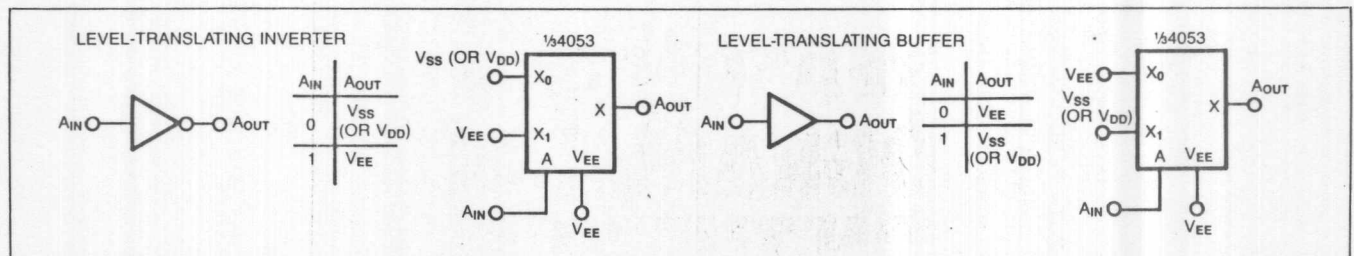 LEVEL-TRANSLATING INVERTER
AIN
AOUT
AIN AOUT
0 VSS (OR VDD)
1 VEE
⅓4053
VSS (OR VDD)
X0
X
AOUT
VEE
X1
A VEE
AIN
VEE
LEVEL-TRANSLATING BUFFER
AIN
AOUT
AIN AOUT
0 VEE
1 VSS (OR VDD)
⅓4053
VEE
X0
X
AOUT
VSS (OR VDD)
X1
A VEE
AIN
VEE